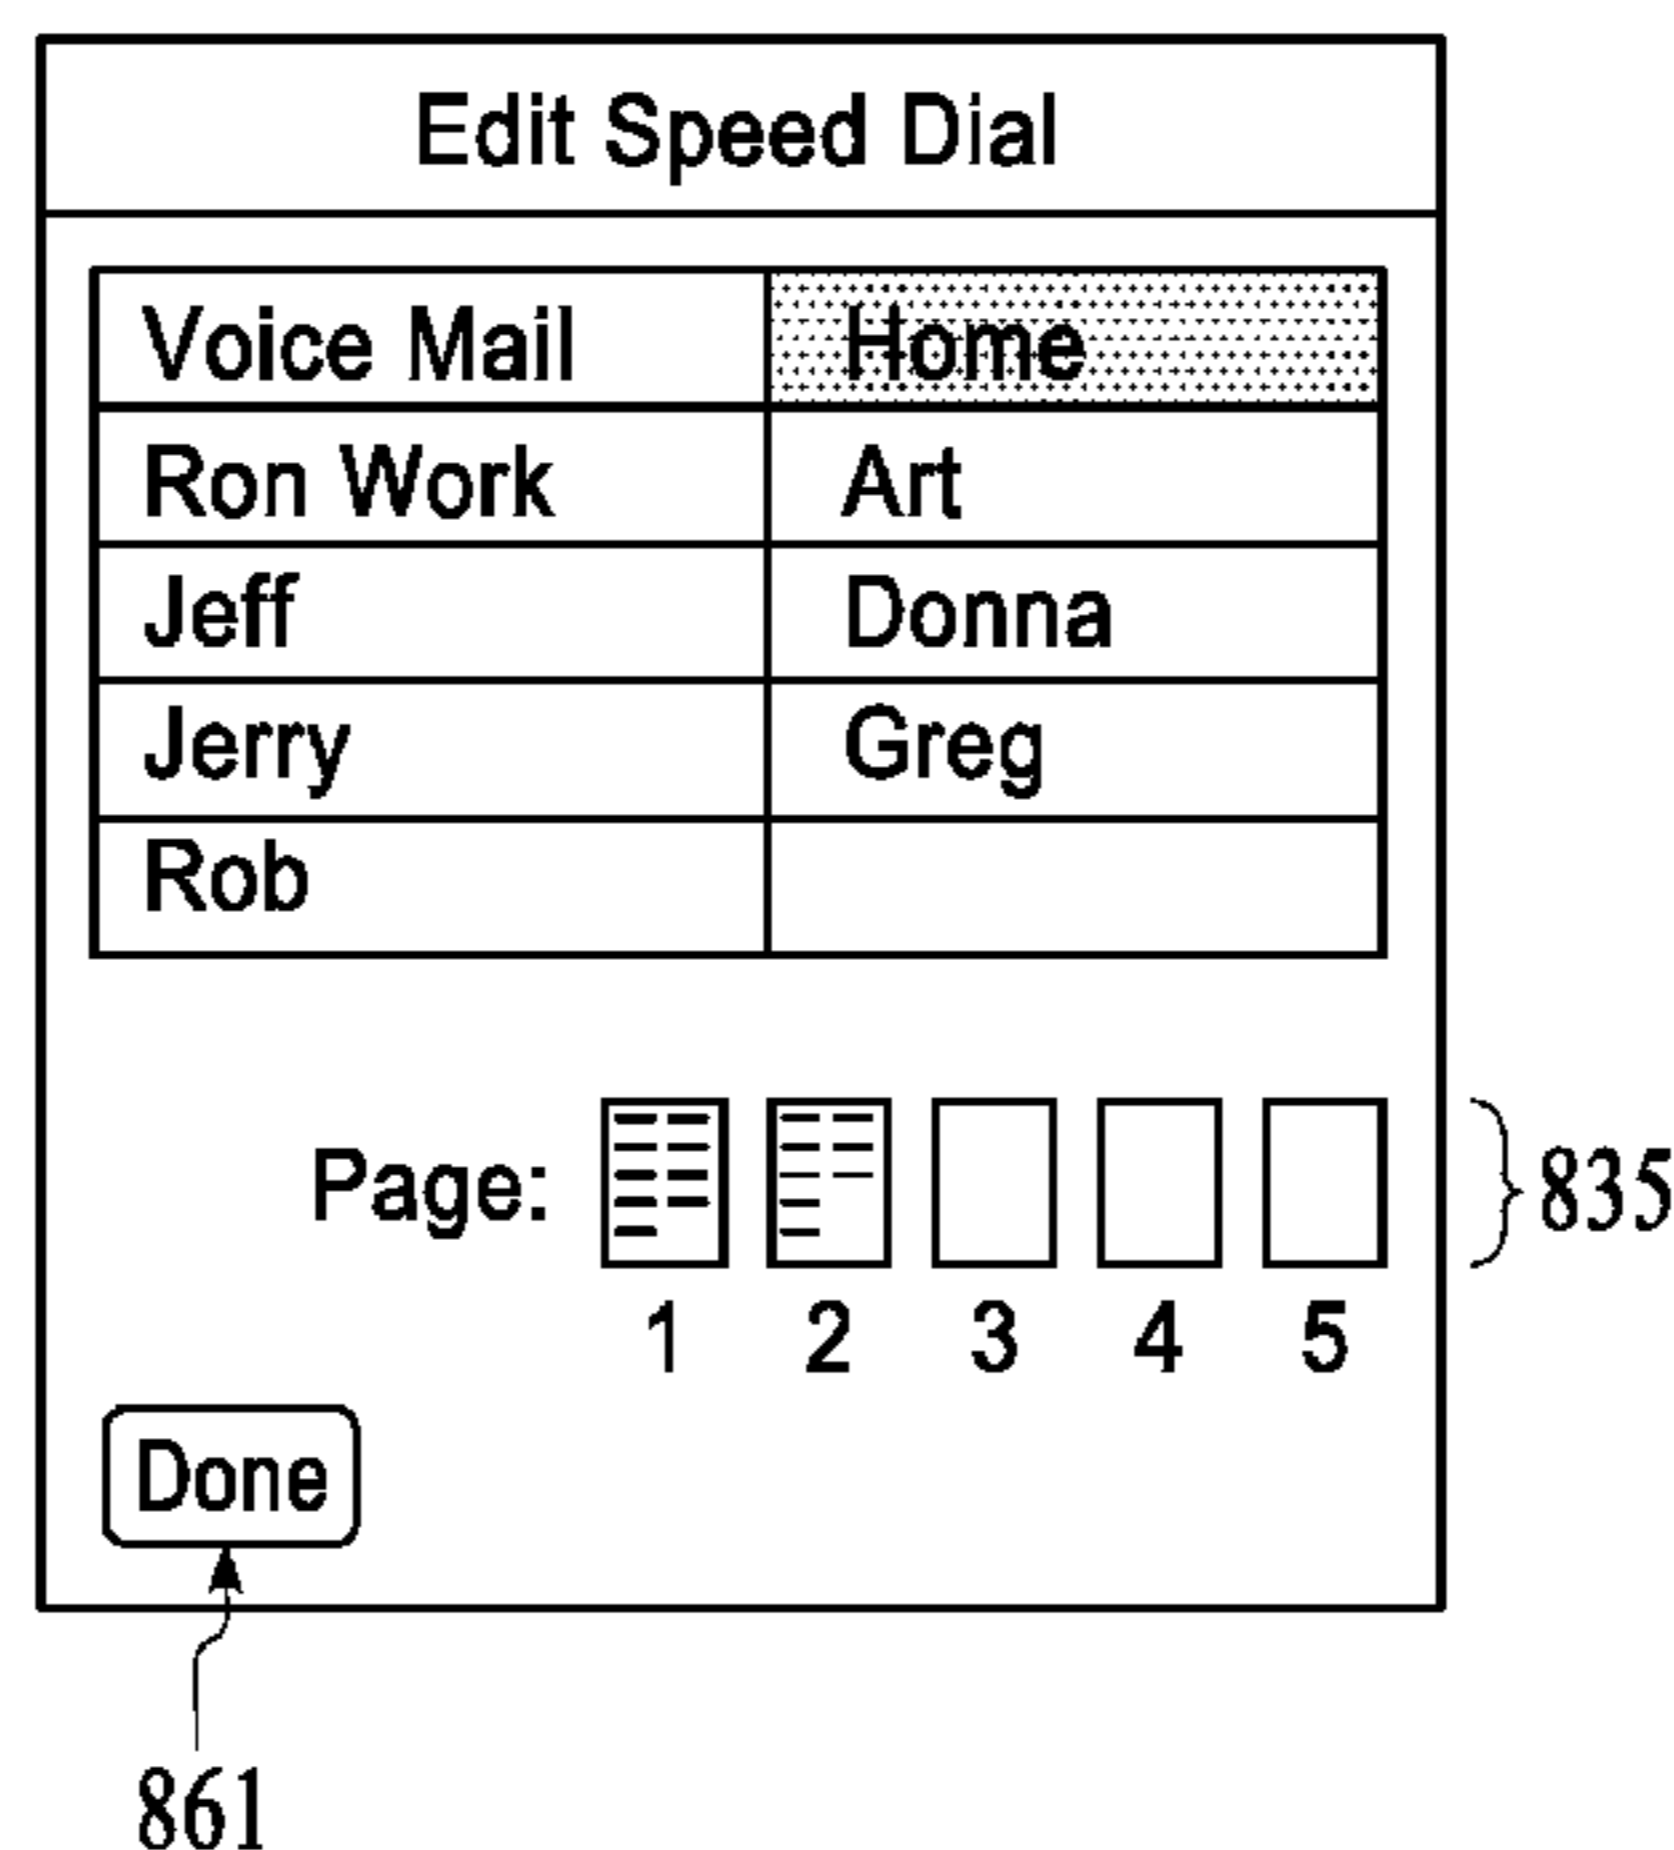 Edit Speed Dial
Voice Mail Home
Ron Work Art
Jeff Donna
Jerry Greg
Rob
Page: 835
1 2 3 4 5
Done
861